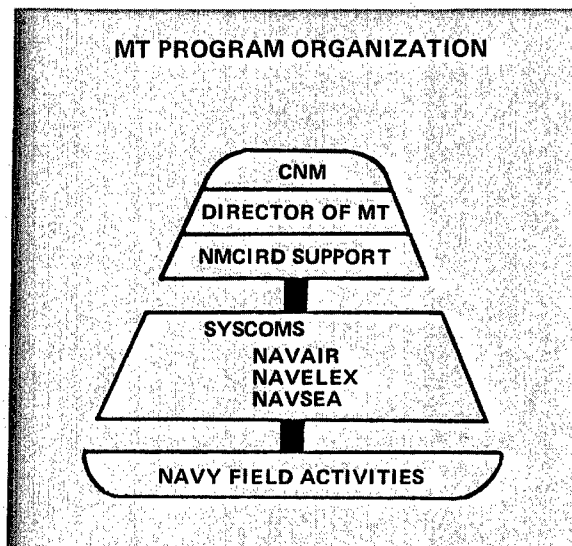 MT PROGRAM ORGANIZATION
CNM
DIRECTOR OF MT
NMCIRD SUPPORT
SYSCOMS
NAVAIR
NAVELEX
NAVSEA
NAVY FIELD ACTIVITIES